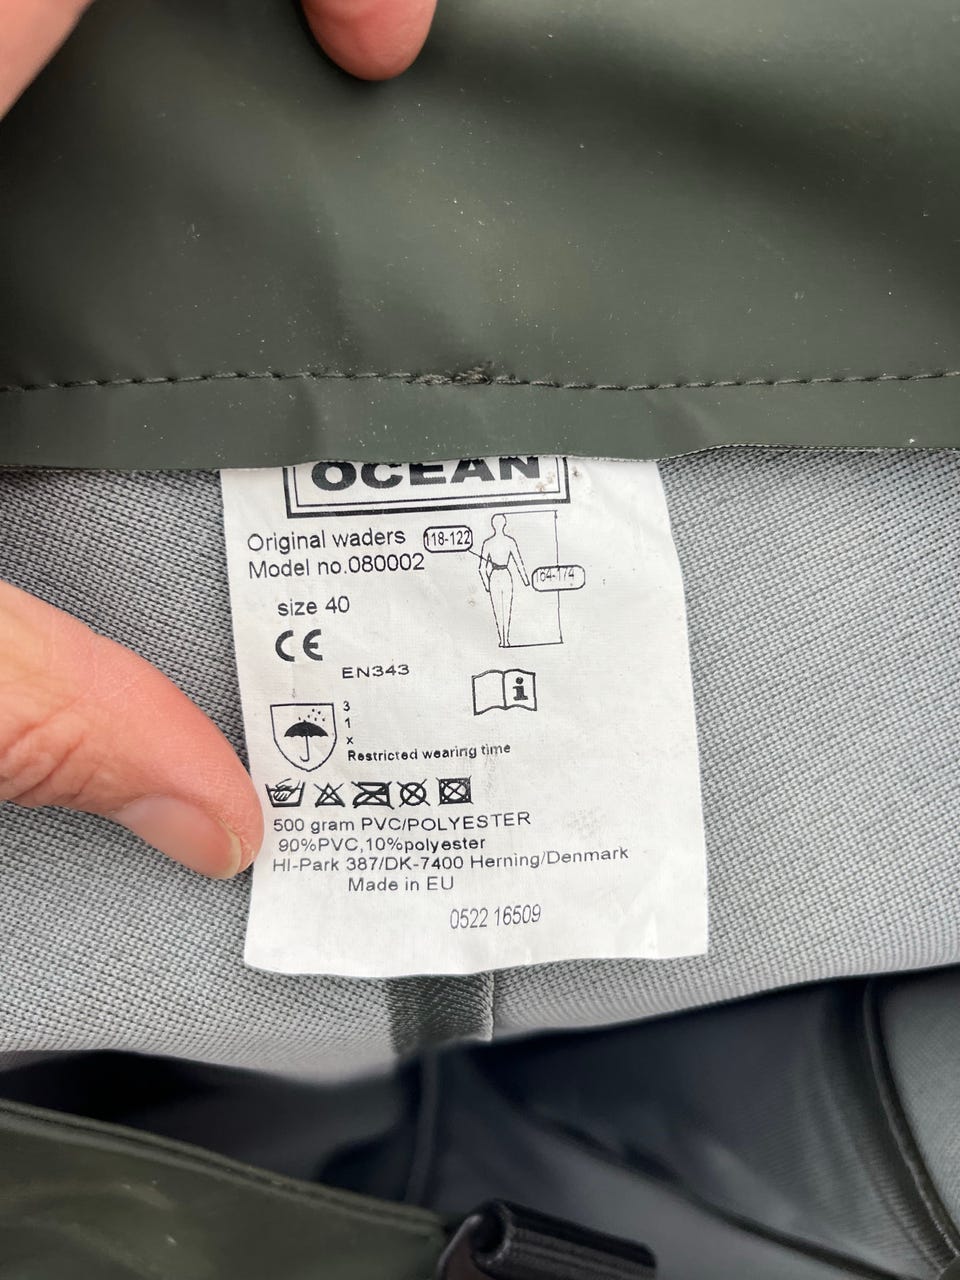 OCEAN
Original waders
118-122
Model no.080002
164-174
size 40
CE
EN343
i
3
1
x
Restricted wearing time
500 gram PVC/POLYESTER
90%PVC,10%polyester
HI-Park 387/DK-7400 Herning/Denmark
Made in EU
0522 16509